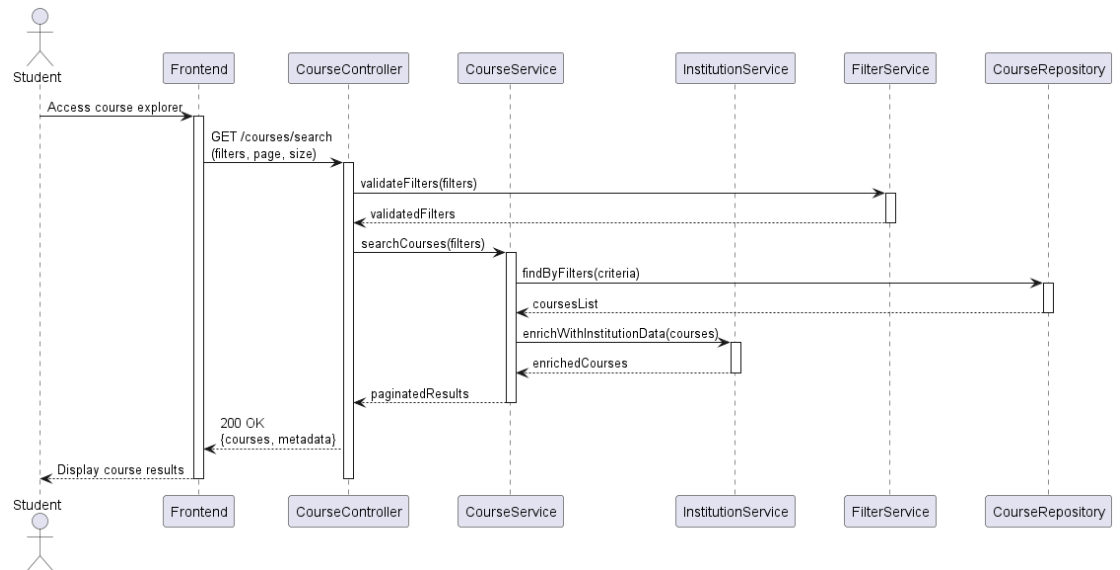 Student
Frontend
CourseController
CourseService
InstitutionService
FilterService
CourseRepository
Access course explorer
GET /courses/search
(filters, page, size)
validateFilters(filters)
validatedFilters
searchCourses(filters)
findByFilters(criteria)
coursesList
enrichWithInstitutionData(courses)
enrichedCourses
paginatedResults
200 OK
{courses, metadata}
Display course results
Student
Frontend
CourseController
CourseService
InstitutionService
FilterService
CourseRepository